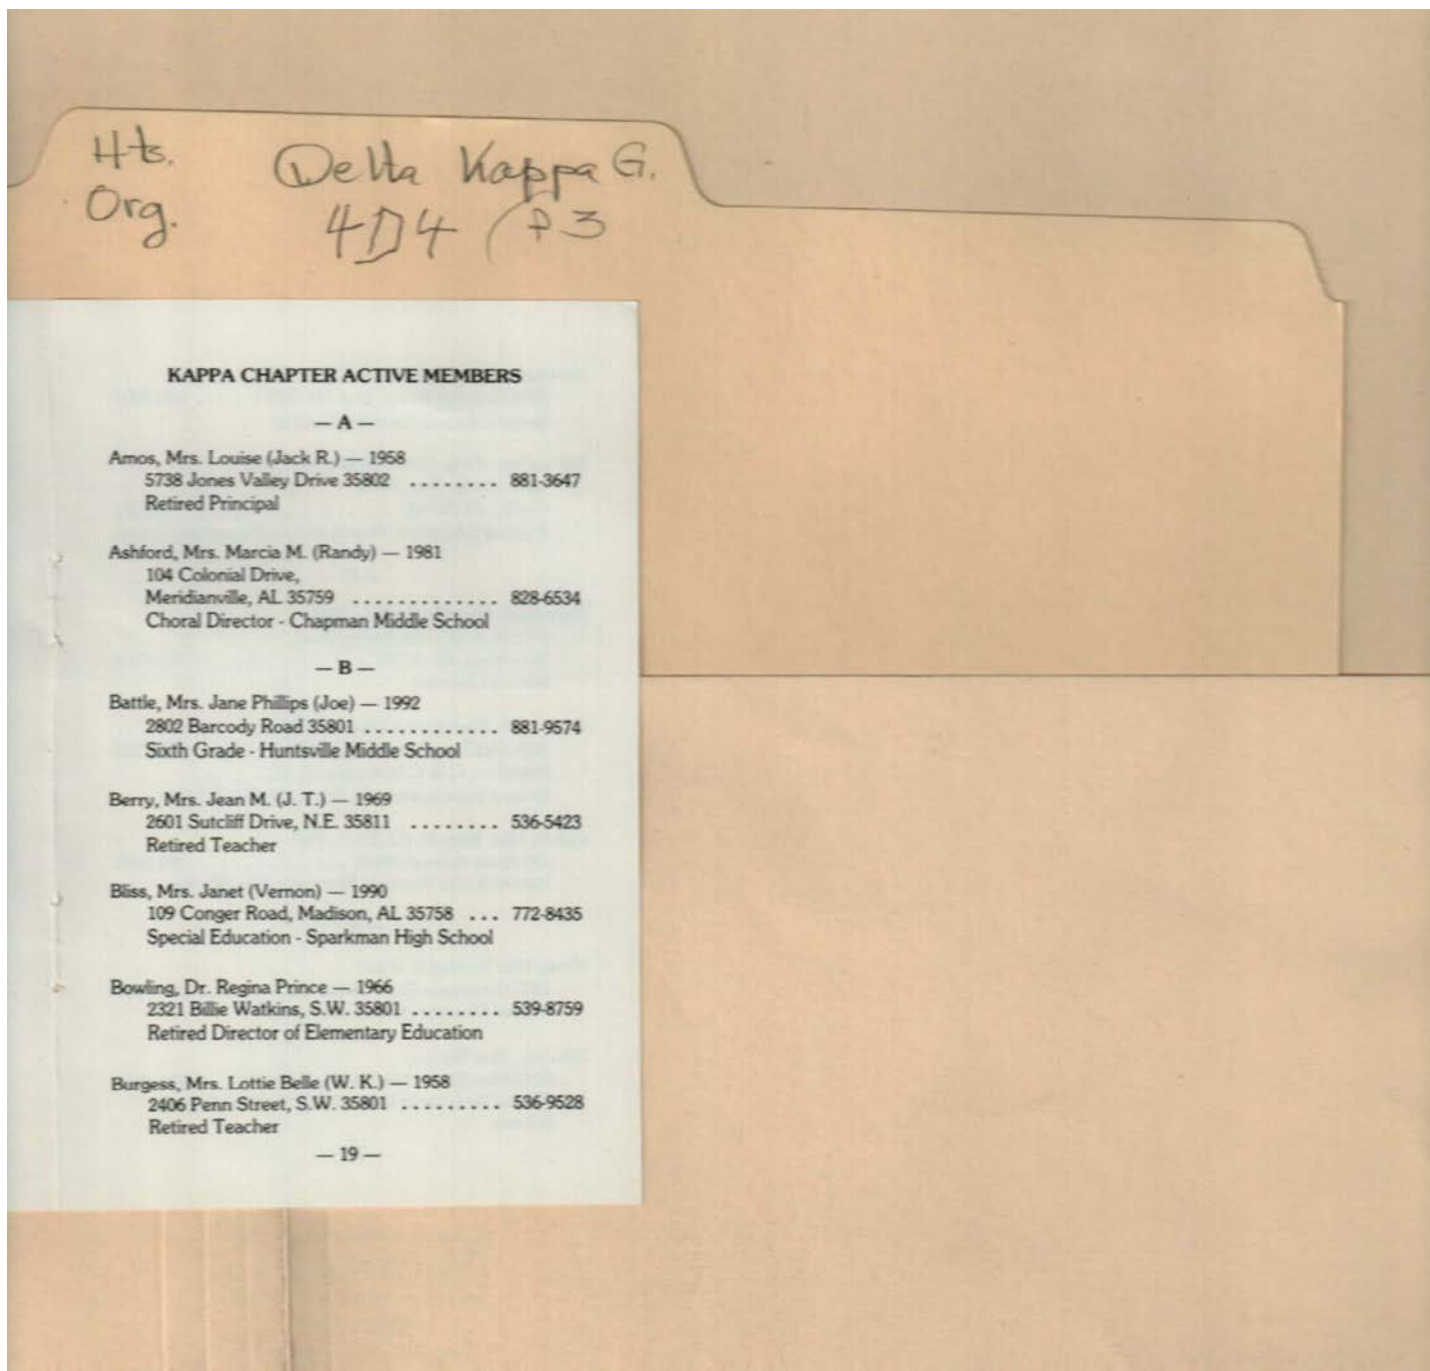 Hts. Delta Kappa G.
Org. 4D4 (P3
KAPPA CHAPTER ACTIVE MEMBERS
— A —
Amos, Mrs. Louise (Jack R.) — 1958
5738 Jones Valley Drive 35802 ........ 881-3647
Retired Principal
Ashford, Mrs. Marcia M. (Randy) — 1981
104 Colonial Drive,
Meridianville, AL 35759 ............. 828-6534
Choral Director - Chapman Middle School
— B —
Battle, Mrs. Jane Phillips (Joe) — 1992
2802 Barcody Road 35801 ............ 881-9574
Sixth Grade - Huntsville Middle School
Berry, Mrs. Jean M. (J. T.) — 1969
2601 Sutcliff Drive, N.E. 35811 ........ 536-5423
Retired Teacher
Bliss, Mrs. Janet (Vernon) — 1990
109 Conger Road, Madison, AL 35758 ... 772-8435
Special Education - Sparkman High School
Bowling, Dr. Regina Prince — 1966
2321 Billie Watkins, S.W. 35801 ........ 539-8759
Retired Director of Elementary Education
Burgess, Mrs. Lottie Belle (W. K.) — 1958
2406 Penn Street, S.W. 35801 ......... 536-9528
Retired Teacher
— 19 —